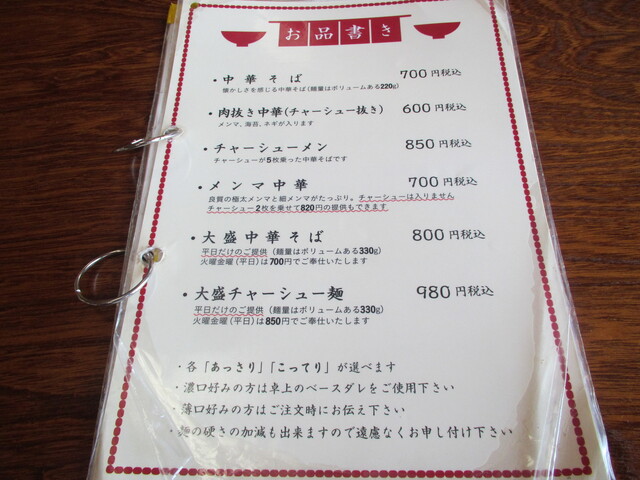 お品書き
・中華そば 700円税込
懐かしさを感じる中華そば(麺量はボリュームある220g)
・肉抜き中華(チャーシュー抜き) 600円税込
メンマ、海苔、ネギが入ります
・チャーシューメン 850円税込
チャーシューが5枚乗った中華そばです
・メンマ中華 700円税込
良質の極太メンマと細メンマがたっぷり。チャーシューは入りません
チャーシュー2枚を乗せて820円の提供もできます
・大盛中華そば 800円税込
平日だけのご提供(麺量はボリュームある330g)
火曜金曜(平日)は700円でご奉仕いたします
・大盛チャーシュー麺 980円税込
平日だけのご提供(麺量はボリュームある330g)
火曜金曜(平日)は850円でご奉仕いたします
・各「あっさり」「こってり」が選べます
・濃口好みの方は卓上のベースダレをご使用下さい
・薄口好みの方はご注文時にお伝え下さい
・麺の硬さの加減も出来ますので遠慮なくお申し付け下さい